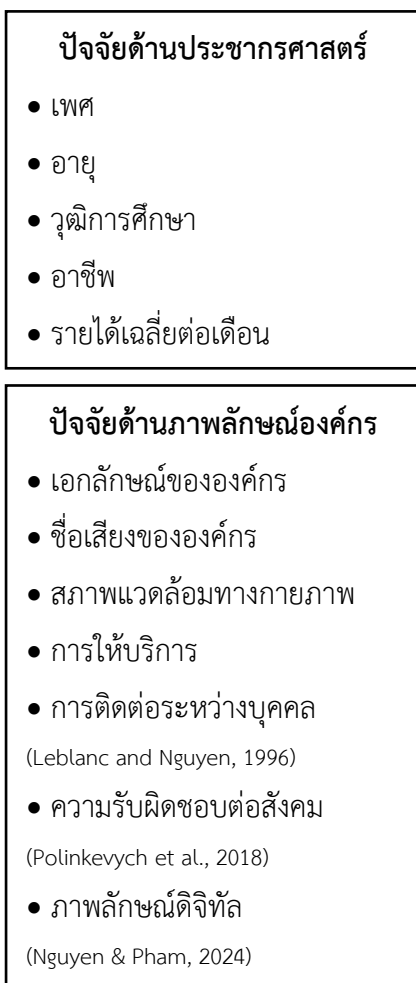 ปัจจัยด้านประชากรศาสตร์
• เพศ
• อายุ
• วุฒิการศึกษา
• อาชีพ
• รายได้เฉลี่ยต่อเดือน
ปัจจัยด้านภาพลักษณ์องค์กร
• เอกลักษณ์ขององค์กร
• ชื่อเสียงขององค์กร
• สภาพแวดล้อมทางกายภาพ
• การให้บริการ
• การติดต่อระหว่างบุคคล
(Leblanc and Nguyen, 1996)
• ความรับผิดชอบต่อสังคม
(Polinkevych et al., 2018)
• ภาพลักษณ์ดิจิทัล
(Nguyen & Pham, 2024)